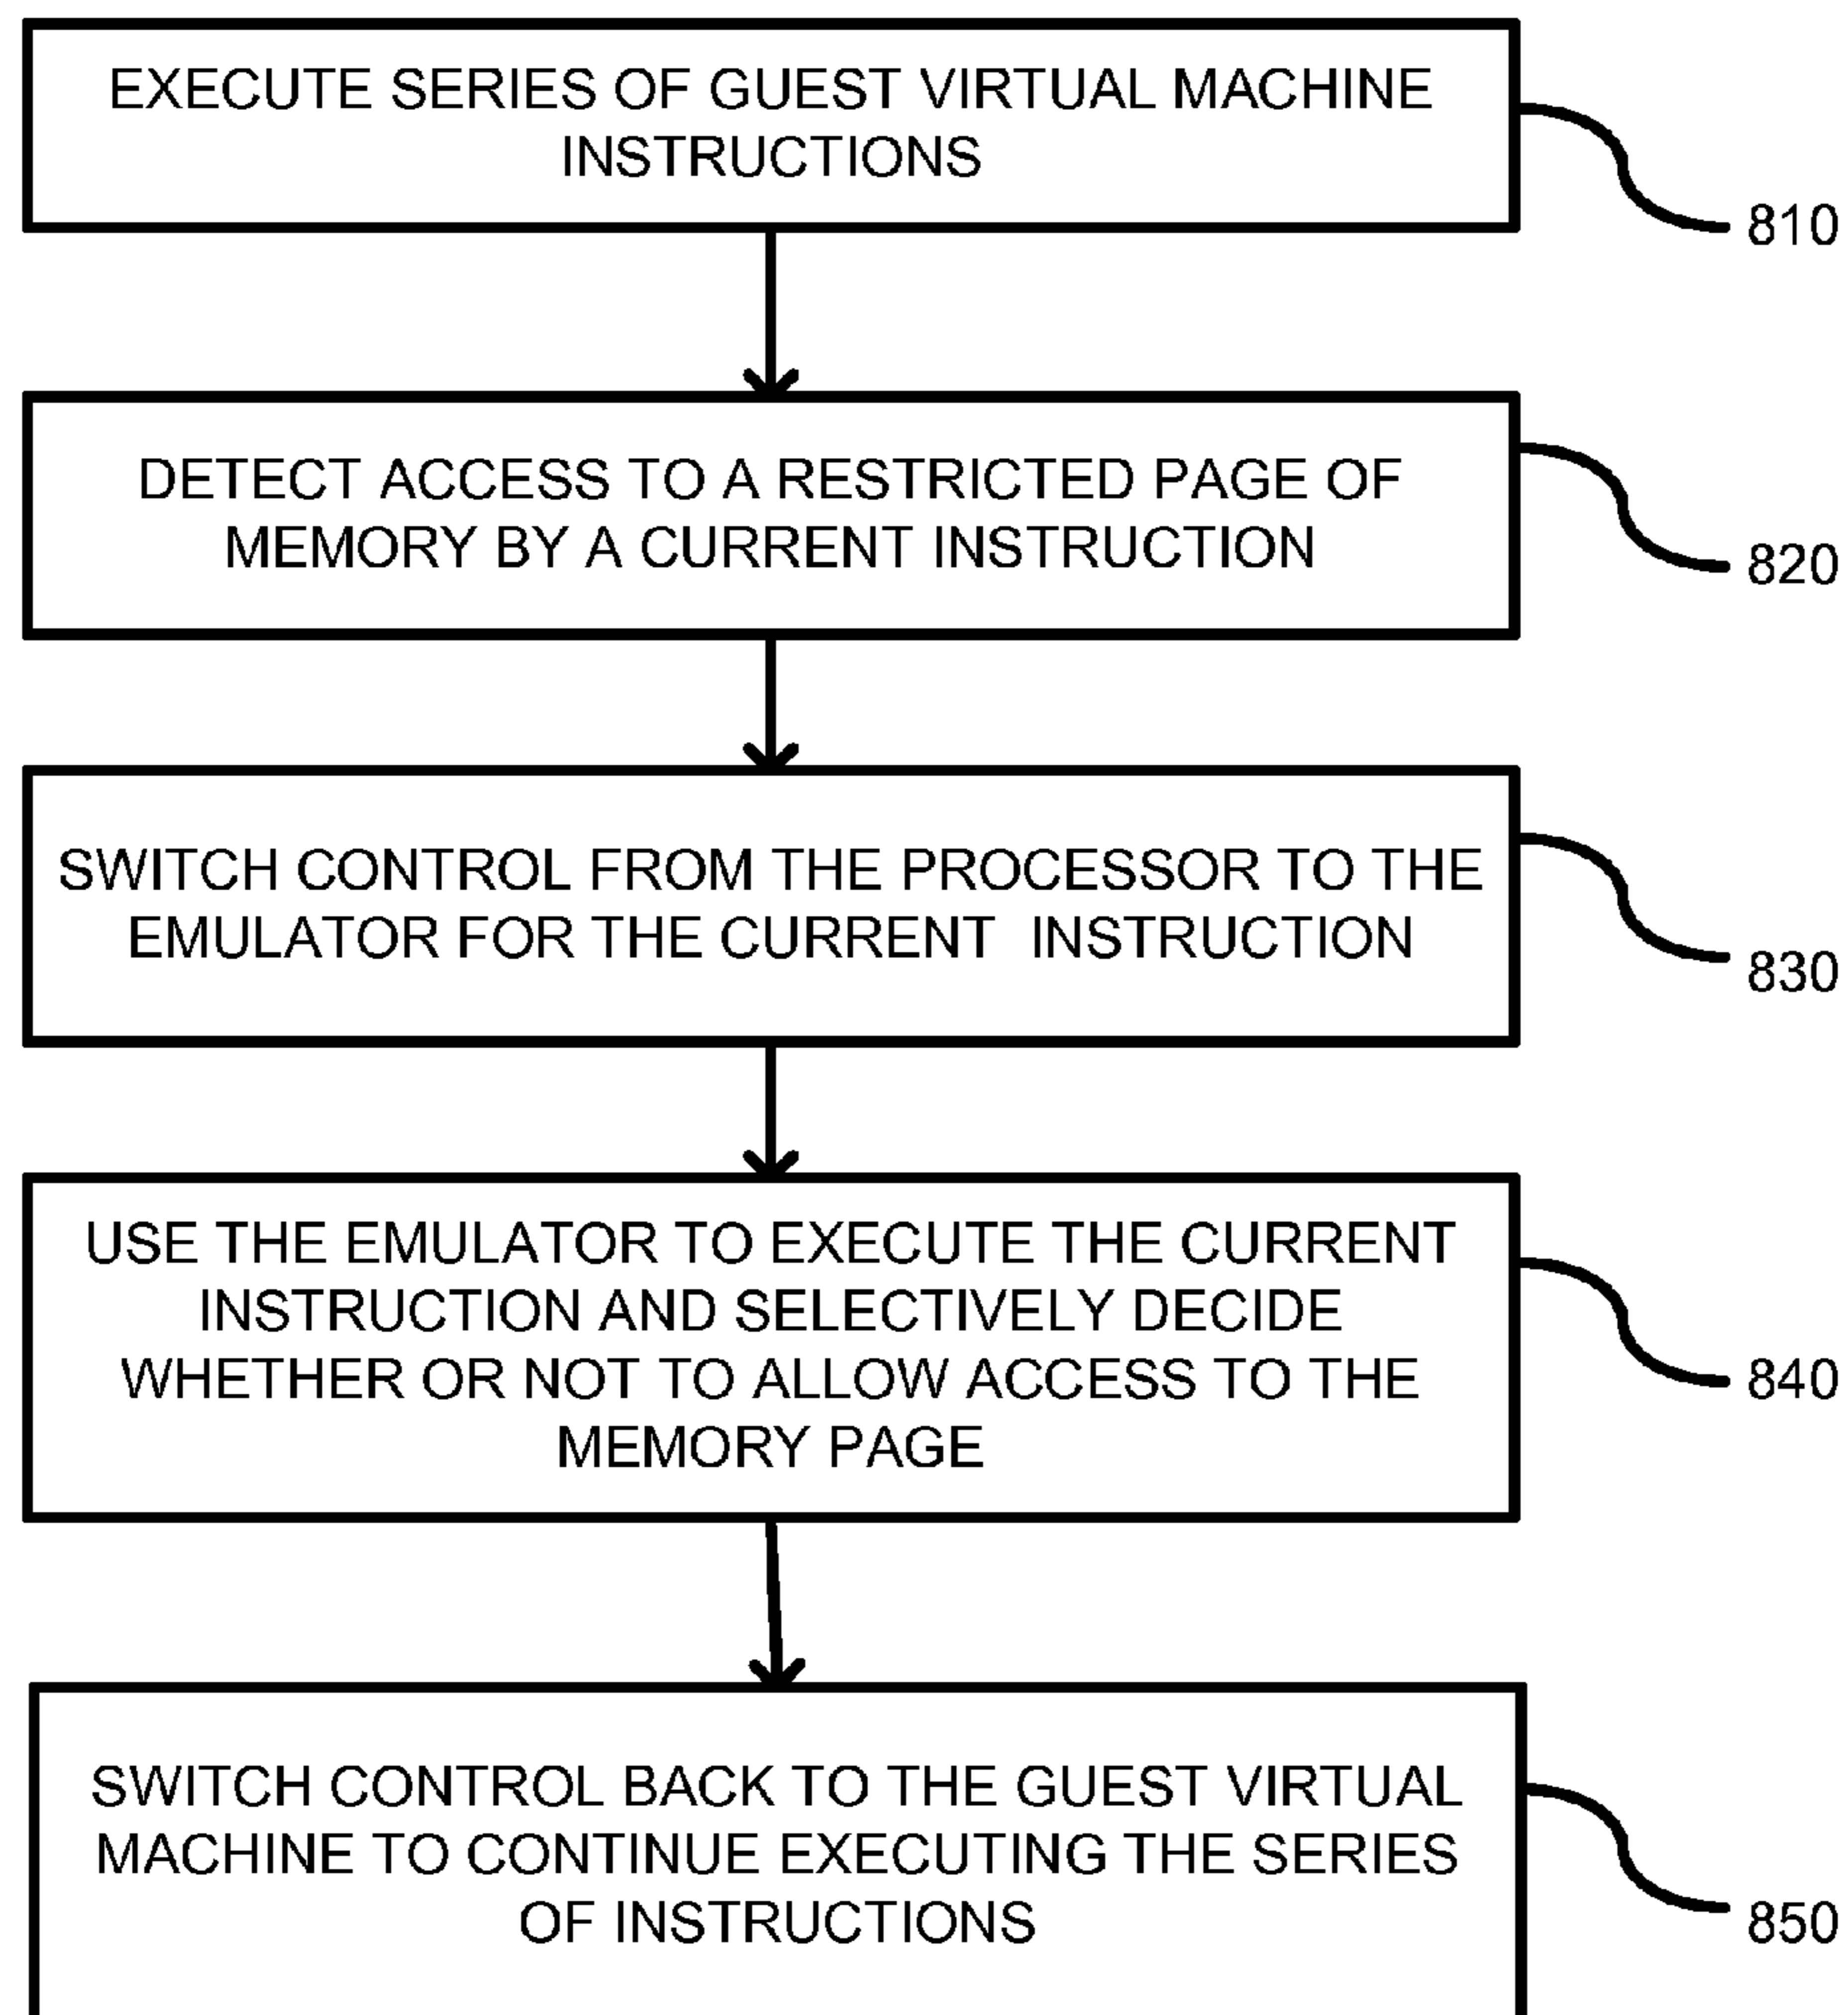 EXECUTE SERIES OF GUEST VIRTUAL MACHINE
INSTRUCTIONS
810
DETECT ACCESS TO A RESTRICTED PAGE OF
MEMORY BY A CURRENT INSTRUCTION
820
SWITCH CONTROL FROM THE PROCESSOR TO THE
EMULATOR FOR THE CURRENT INSTRUCTION
830
USE THE EMULATOR TO EXECUTE THE CURRENT
INSTRUCTION AND SELECTIVELY DECIDE
WHETHER OR NOT TO ALLOW ACCESS TO THE
MEMORY PAGE
840
SWITCH CONTROL BACK TO THE GUEST VIRTUAL
MACHINE TO CONTINUE EXECUTING THE SERIES
OF INSTRUCTIONS
850